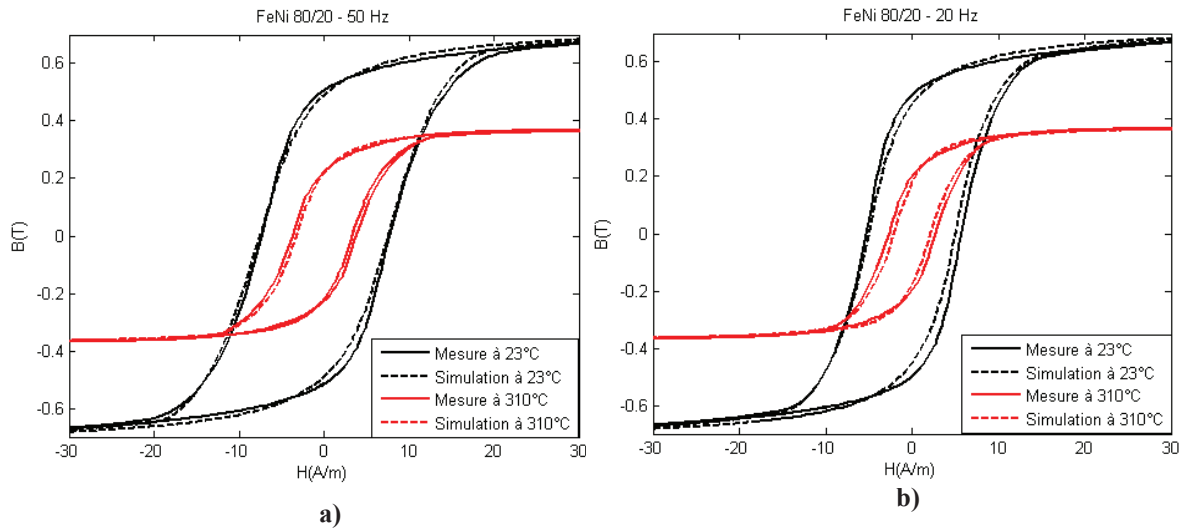 FeNi 80/20 - 50 Hz
0.6
0.4
0.2
0
-0.2
-0.4
-0.6
B(T)
-30 -20 -10 0 10 20 30
H(A/m)
Mesure à 23°C
Simulation à 23°C
Mesure à 310°C
Simulation à 310°C
a)
FeNi 80/20 - 20 Hz
0.6
0.4
0.2
0
-0.2
-0.4
-0.6
B(T)
-30 -20 -10 0 10 20 30
H(A/m)
Mesure à 23°C
Simulation à 23°C
Mesure à 310°C
Simulation à 310°C
b)